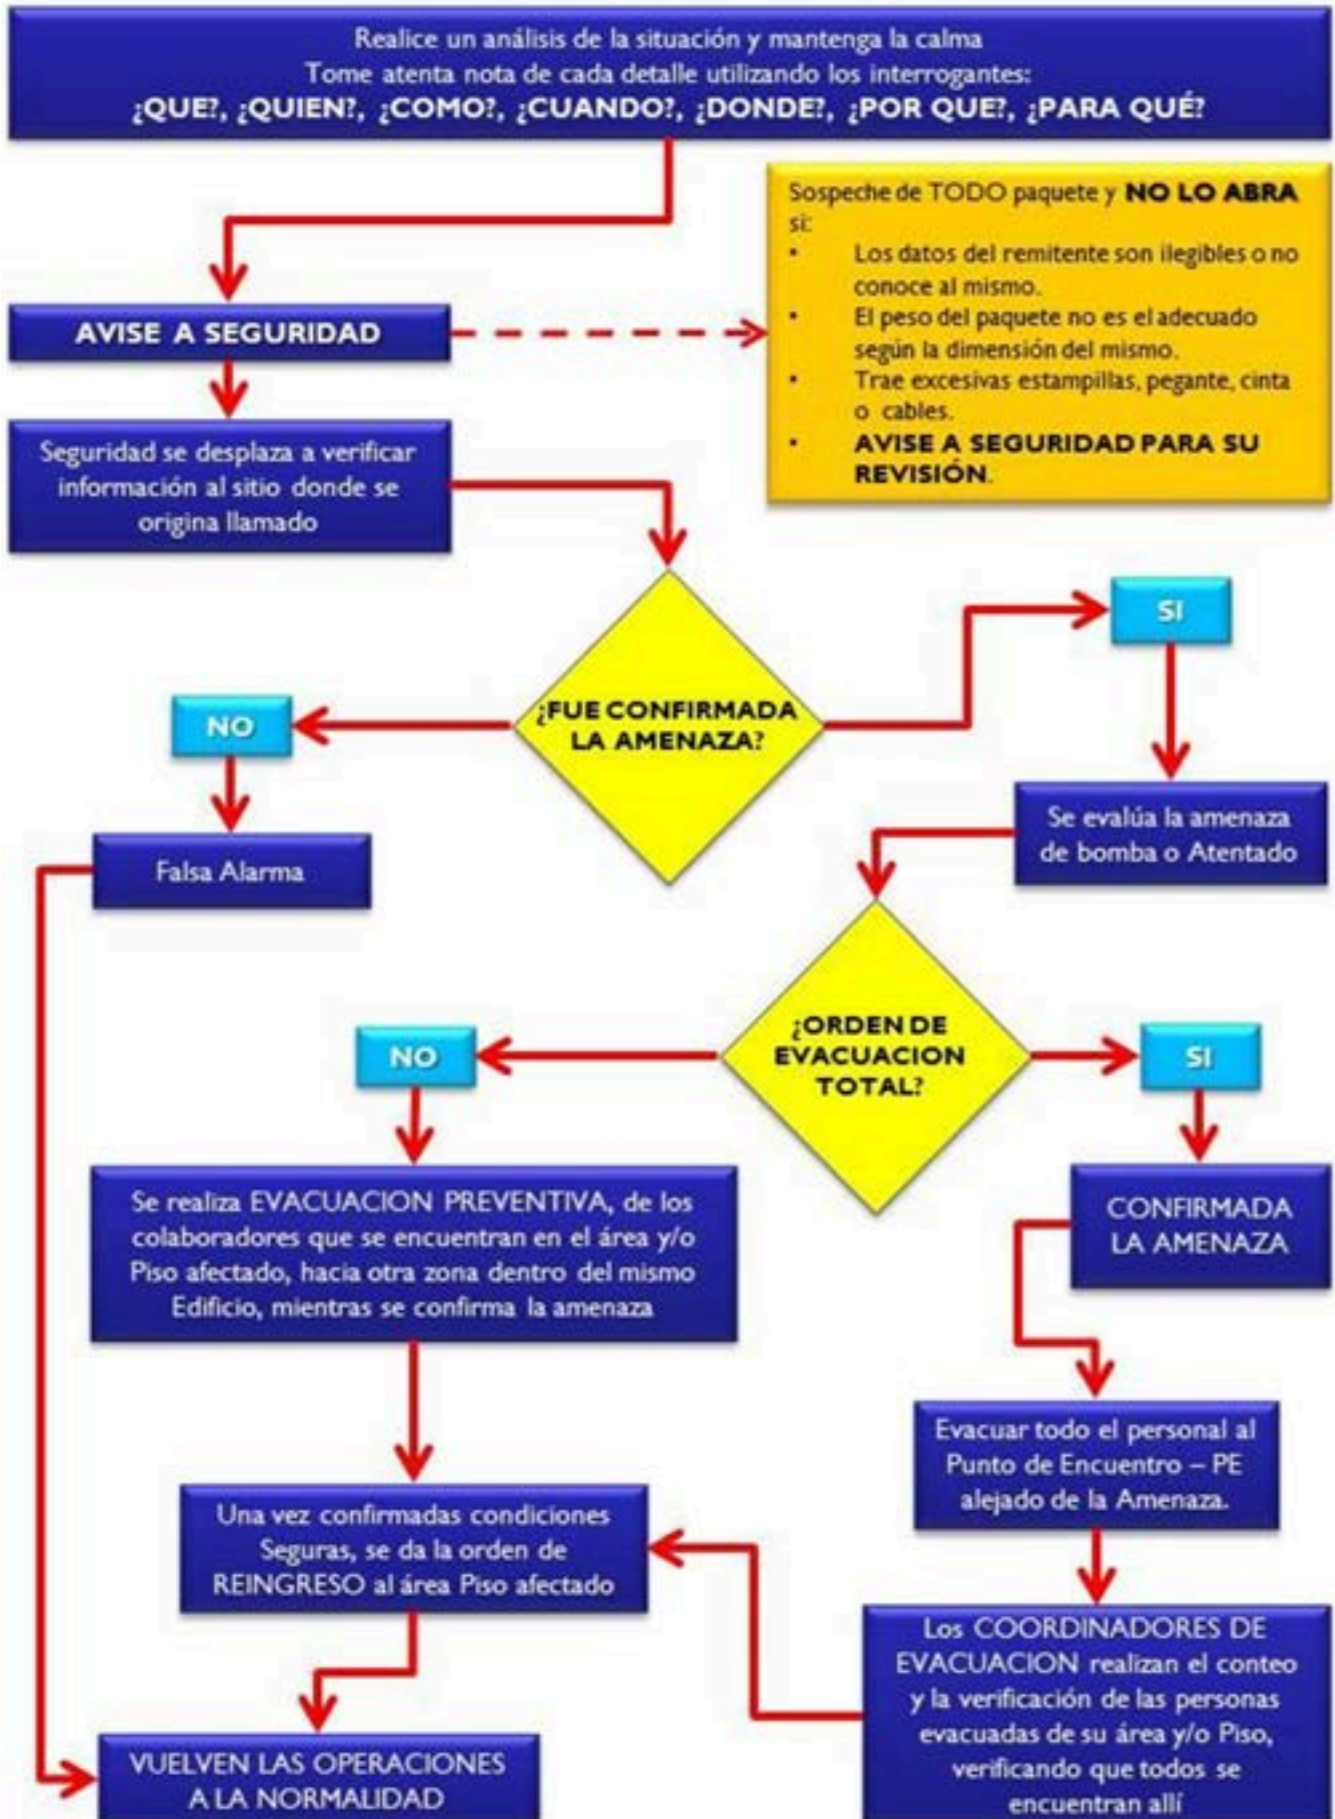 Realice un análisis de la situación y mantenga la calma
Tome atenta nota de cada detalle utilizando los interrogantes:
¿QUE?, ¿QUIEN?, ¿COMO?, ¿CUANDO?, ¿DONDE?, ¿POR QUE?, ¿PARA QUÉ?
Sospeche de TODO paquete y NO LO ABRA
si:
• Los datos del remitente son ilegibles o no
conoce al mismo.
• El peso del paquete no es el adecuado
según la dimensión del mismo.
• Trae excesivas estampillas, pegante, cinta
o cables.
• AVISE A SEGURIDAD PARA SU
REVISIÓN.
AVISE A SEGURIDAD
Seguridad se desplaza a verificar
información al sitio donde se
origina llamado
¿FUE CONFIRMADA
LA AMENAZA?
SI
NO
Se evalúa la amenaza
de bomba o Atentado
Falsa Alarma
¿ORDEN DE
EVACUACION
TOTAL?
NO
SI
Se realiza EVACUACION PREVENTIVA, de los
colaboradores que se encuentran en el área y/o
Piso afectado, hacia otra zona dentro del mismo
Edificio, mientras se confirma la amenaza
CONFIRMADA
LA AMENAZA
Evacuar todo el personal al
Punto de Encuentro – PE
alejado de la Amenaza.
Una vez confirmadas condiciones
Seguras, se da la orden de
REINGRESO al área Piso afectado
Los COORDINADORES DE
EVACUACION realizan el conteo
y la verificación de las personas
evacuadas de su área y/o Piso,
verificando que todos se
encuentran allí
VUELVEN LAS OPERACIONES
A LA NORMALIDAD